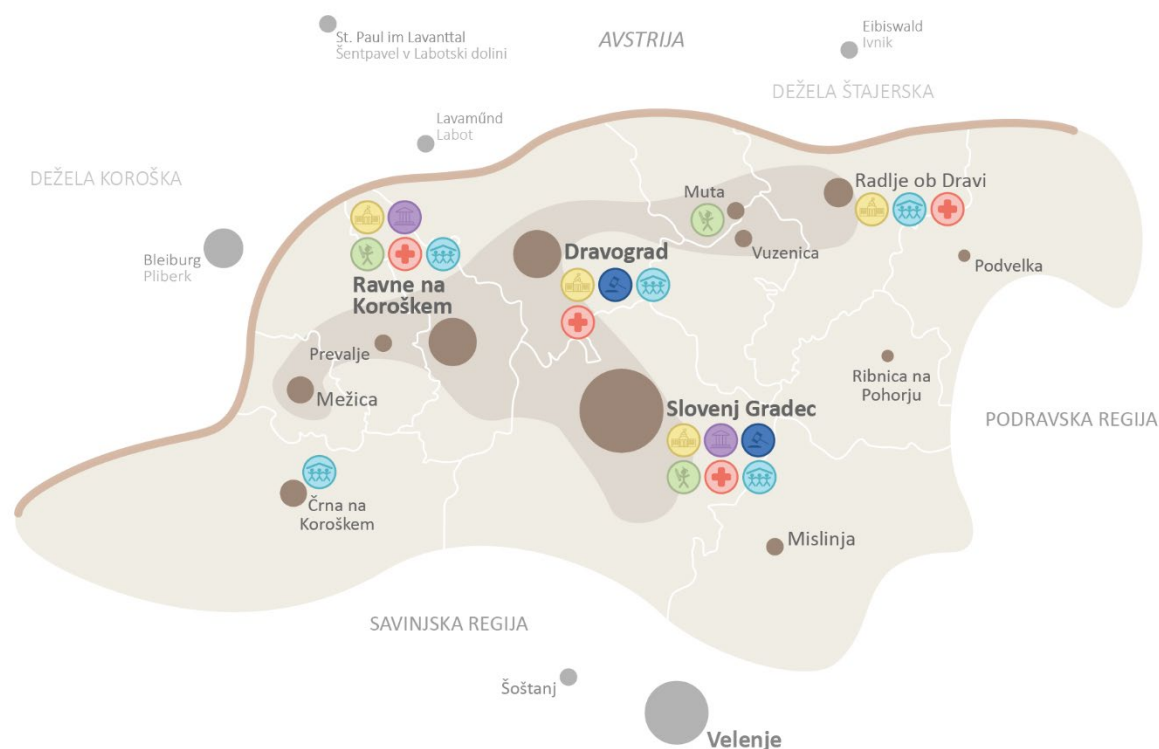 St. Paul im Lavanttal
Šentpavel v Labotski dolini
AVSTRIJA
Eibiswald
Ivnik
DEŽELA ŠTAJERSKA
Lavaműnd
Labot
DEŽELA KOROŠKA
Muta
Radlje ob Dravi
Bleiburg
Pliberk
Dravograd
Vuzenica
Podvelka
Ravne na
Koroškem
Prevalje
Mežica
Ribnica na
Pohorju
Slovenj Gradec
PODRAVSKA REGIJA
Črna na
Koroškem
Mislinja
SAVINJSKA REGIJA
Šoštanj
Velenje